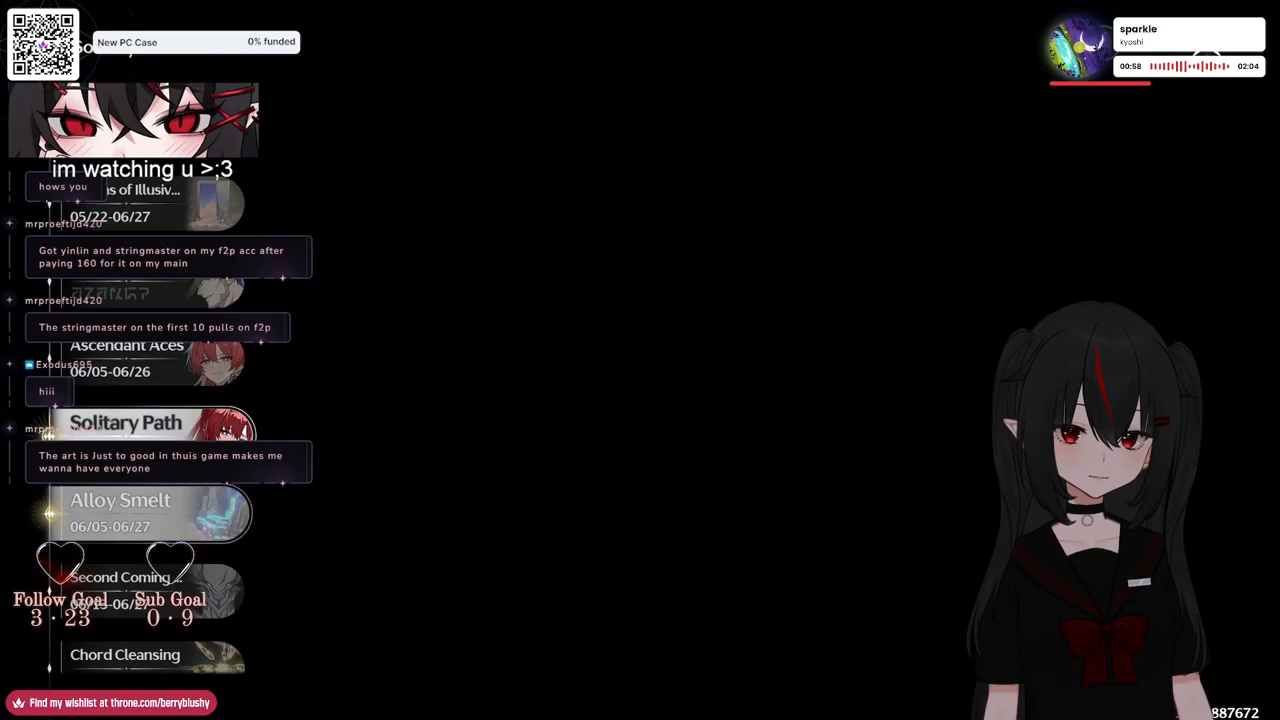 New PC Case
0% funded
So
im watching u >;3
hows you
ns of Illusiv...
05/22-06/27
mrproeftijd420
Got yinlin and stringmaster on my f2p acc after
paying 160 for it on my main
mrproeftijd420
The stringmaster on the first 10 pulls on f2p
Ascendant Aces
06/05-06/26
Exodus695
hiii
Solitary Path
The art is Just to good in thuis game makes me
wanna have everyone
Alloy Smelt
06/05-06/27
Second Coming ...
Follow Goal
3 · 23
Sub Goal
0 · 9
Chord Cleansing
Find my wishlist at throne.com/berryblushy
sparkle
kyoshi
00:58
02:04
887672